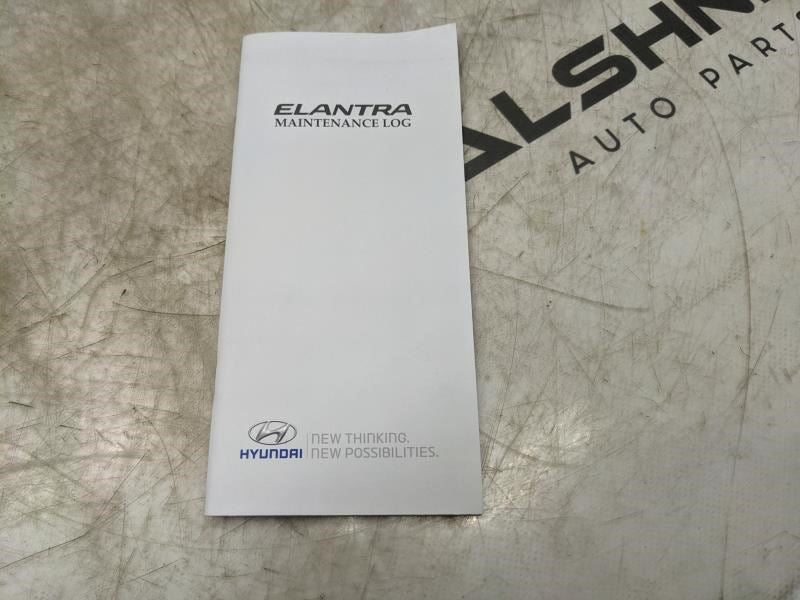 ELANTRA
MAINTENANCE LOG
HYUNDAI
NEW THINKING.
NEW POSSIBILITIES.
AUTO PARTS